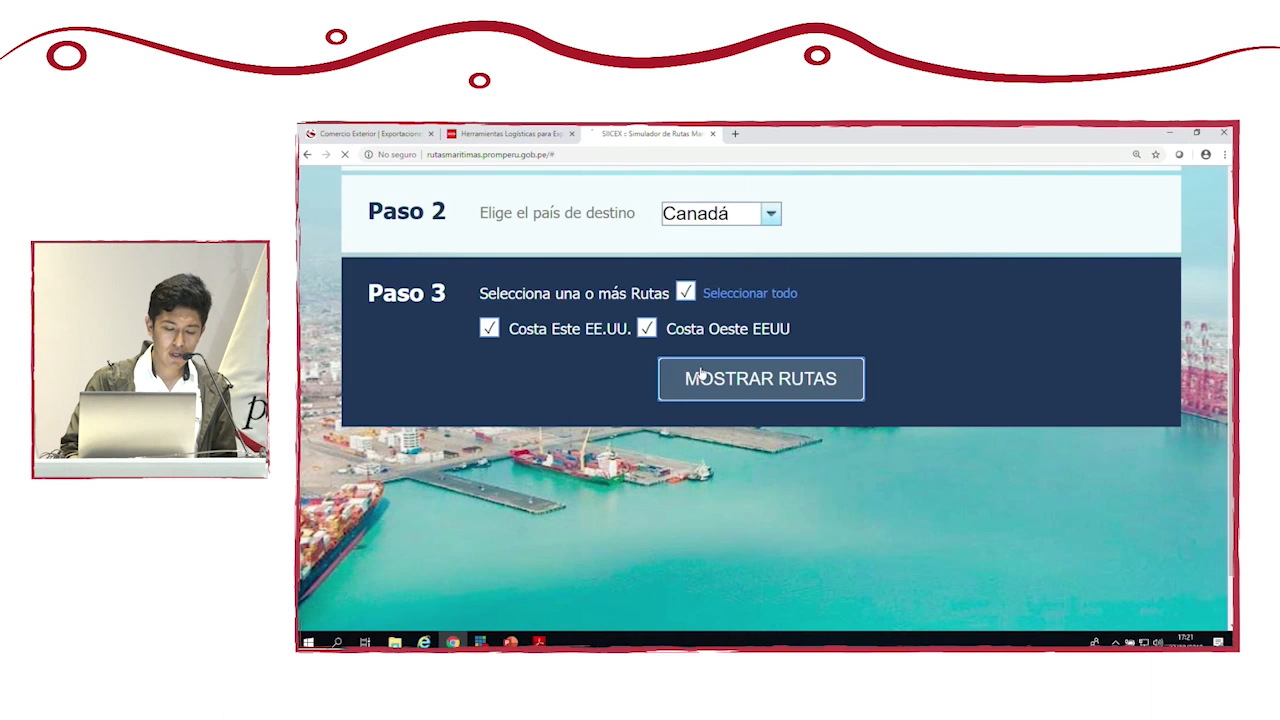 Comercio Exterior | Exportacione
Herramientas Logísticas para Exp
SIICEX :: Simulador de Rutas Mar
No seguro | rutasmaritimas.promperu.gob.pe/#
Paso 2
Elige el país de destino
Canadá
Paso 3
Selecciona una o más Rutas
Seleccionar todo
Costa Este EE.UU.
Costa Oeste EEUU
MOSTRAR RUTAS
p
17:21